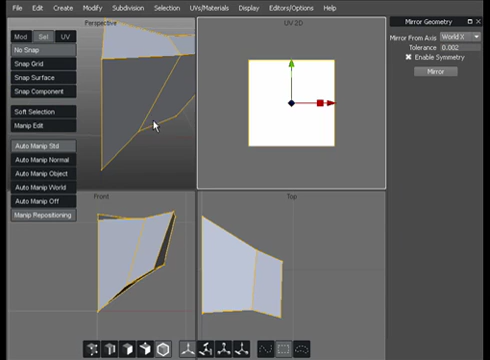 File Edit Create Modify Subdivision Selection UVs/Materials Display Editors/Options Help
Perspective
UV 2D
Mirror Geometry
Mod Sel UV
No Snap
Snap Grid
Snap Surface
Snap Component
Soft Selection
Manip Edit
Auto Manip Std
Auto Manip Normal
Auto Manip Object
Auto Manip World
Auto Manip Off
Manip Repositioning
Mirror From Axis World X
Tolerance 0.002
Enable Symmetry
Mirror
Front
Top